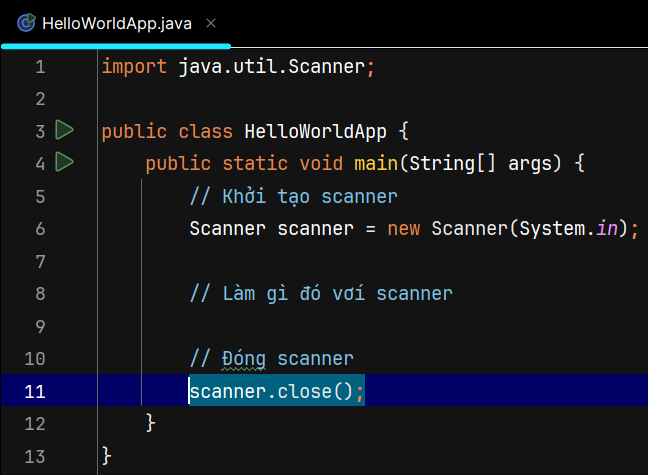 HelloWorldApp.java
1 import java.util.Scanner;
2
3 public class HelloWorldApp {
4 public static void main(String[] args) {
5 // Khởi tạo scanner
6 Scanner scanner = new Scanner(System.in);
7
8 // Làm gì đó vơí scanner
9
10 // Đóng scanner
11 scanner.close();
12 }
13 }